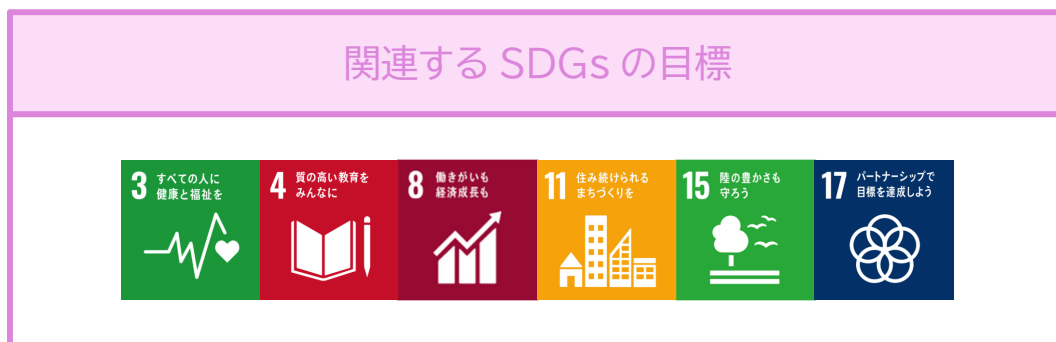 関連する SDGs の目標
3 すべての人に
健康と福祉を
4 質の高い教育を
みんなに
8 働きがいも
経済成長も
11 住み続けられる
まちづくりを
15 陸の豊かさも
守ろう
17 パートナーシップで
目標を達成しよう